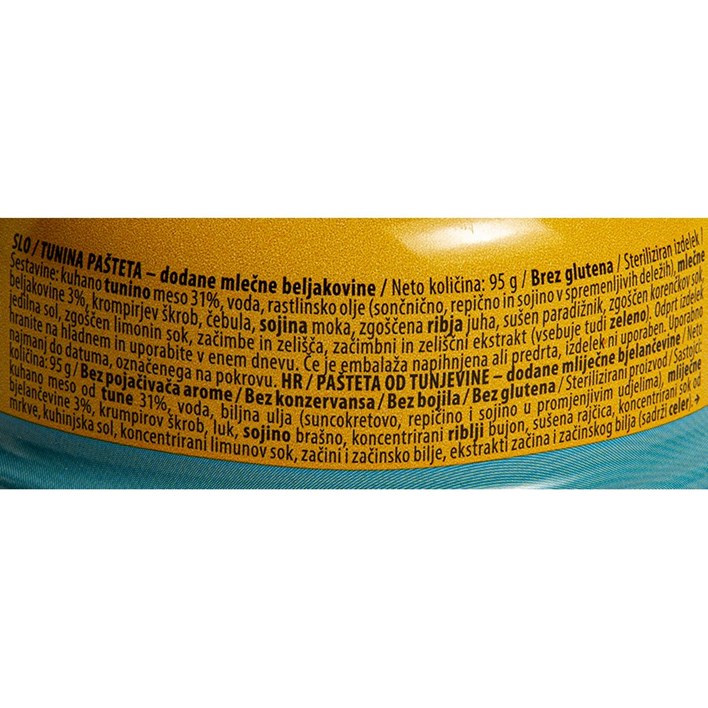 SLO / TUNINA PAŠTETA – dodane mlečne beljakovine / Neto količina: 95 g / Brez glutena / Steriliziran izdelek /
Sestavine: kuhano tunino meso 31%, voda, rastlinsko olje (sončnično, repično in sojino v spremenljivih deležih), mlečne
beljakovine 3%, krompirjev škrob, čebula, sojina moka, zgoščena ribja juha, sušen paradižnik, zgoščen korenčkov sok,
jedilna sol, zgoščen limonin sok, začimbe in zelišča, začimbni in zeliščni ekstrakt (vsebuje tudi zeleno). Odprt izdelek
hranite na hladnem in uporabite v enem dnevu. Če je embalaža napihnjena ali predrta, izdelek ni uporaben. Uporabno
najmanj do datuma, označenega na pokrovu. HR / PAŠTETA OD TUNJEVINE – dodane mliječne bjelančevine / Neto
količina: 95 g / Bez pojačivača arome / Bez konzervansa / Bez bojila / Bez glutena / Sterilizirani proizvod / Sastojci:
kuhano meso od tune 31%, voda, biljna ulja (suncokretovo, repičino i sojino u promjenjivim udjelima), mliječne
bjelančevine 3%, krumpirov škrob, luk, sojino brašno, koncentrirani riblji bujon, sušena rajčica, koncentrirani sok od
mrkve, kuhinjska sol, koncentrirani limunov sok, začini i začinsko bilje, ekstrakti začina i začinskog bilja (sadrži celer). →